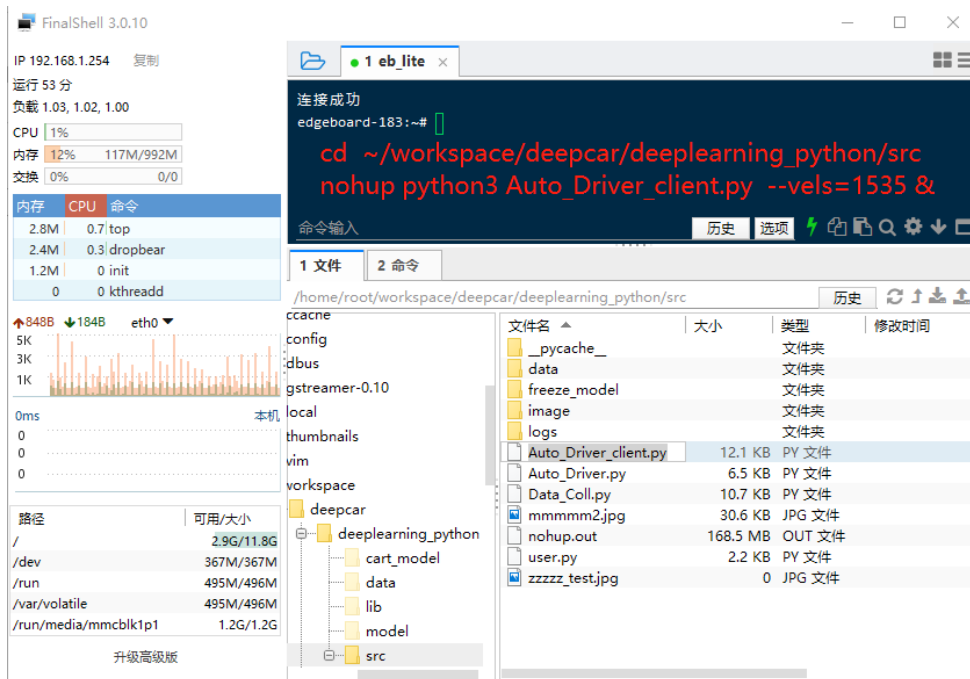 FinalShell 3.0.10
IP 192.168.1.254 复制
运行 53 分
负载 1.03, 1.02, 1.00
CPU 1%
内存 12% 117M/992M
交换 0% 0/0
内存 CPU 命令
2.8M 0.7 top
2.4M 0.3 dropbear
1.2M 0 init
0 0 kthreadd
848B 184B eth0
5K
3K
1K
0ms 本机
0
0
0
路径 可用/大小
/ 2.9G/11.8G
/dev 367M/367M
/run 495M/496M
/var/volatile 495M/496M
/run/media/mmcblk1p1 1.2G/1.2G
升级高级版
1 eb_lite
连接成功
edgeboard-183:~#
cd ~/workspace/deepcar/deeplearning_python/src
nohup python3 Auto_Driver_client.py --vels=1535 &
命令输入 历史 选项
1 文件 2 命令
/home/root/workspace/deepcar/deeplearning_python/src 历史
ccache
config
dbus
gstreamer-0.10
local
thumbnails
vim
workspace
deepcar
deeplearning_python
cart_model
data
lib
model
src
文件名 大小 类型 修改时间
__pycache__ 文件夹
data 文件夹
freeze_model 文件夹
image 文件夹
logs 文件夹
Auto_Driver_client.py 12.1 KB PY 文件
Auto_Driver.py 6.5 KB PY 文件
Data_Coll.py 10.7 KB PY 文件
mmmmm2.jpg 30.6 KB JPG 文件
nohup.out 168.5 MB OUT 文件
user.py 2.2 KB PY 文件
zzzzz_test.jpg 0 JPG 文件